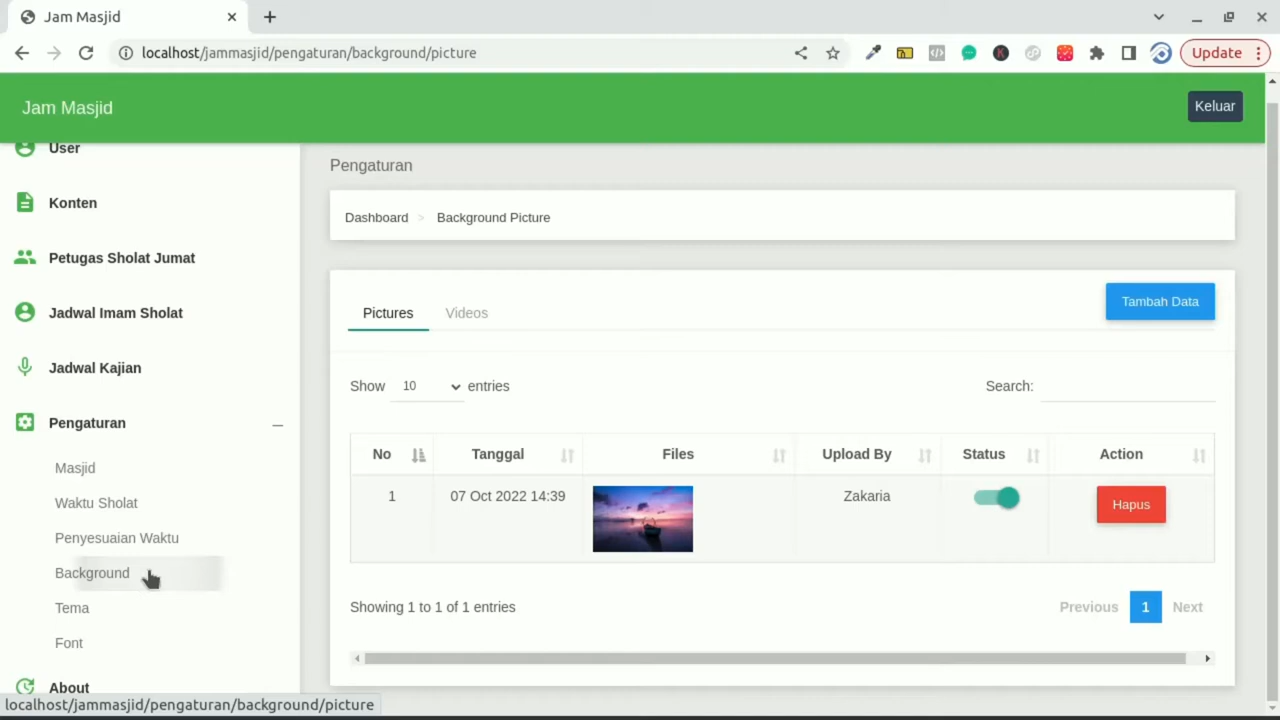 Jam Masjid
localhost/jammasjid/pengaturan/background/picture
Update
Jam Masjid
Keluar
User
Konten
Petugas Sholat Jumat
Jadwal Imam Sholat
Jadwal Kajian
Pengaturan
Masjid
Waktu Sholat
Penyesuaian Waktu
Background
Tema
Font
About
Pengaturan
Dashboard > Background Picture
Pictures Videos
Tambah Data
Show 10 entries
Search:
No Tanggal Files Upload By Status Action
1 07 Oct 2022 14:39 Zakaria Hapus
Showing 1 to 1 of 1 entries
Previous 1 Next
localhost/jammasjid/pengaturan/background/picture